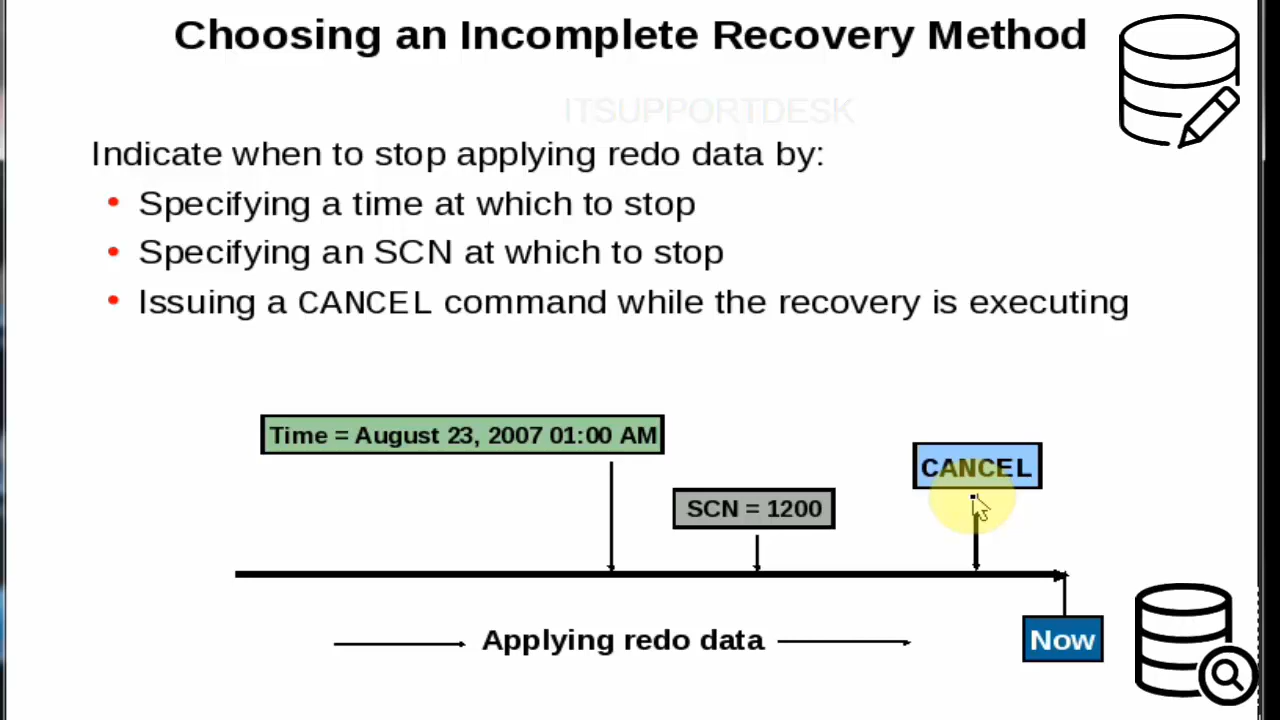 Choosing an Incomplete Recovery Method
ITSUPPORTDESK
Indicate when to stop applying redo data by:
• Specifying a time at which to stop
• Specifying an SCN at which to stop
• Issuing a CANCEL command while the recovery is executing
Time = August 23, 2007 01:00 AM
CANCEL
SCN = 1200
Applying redo data
Now